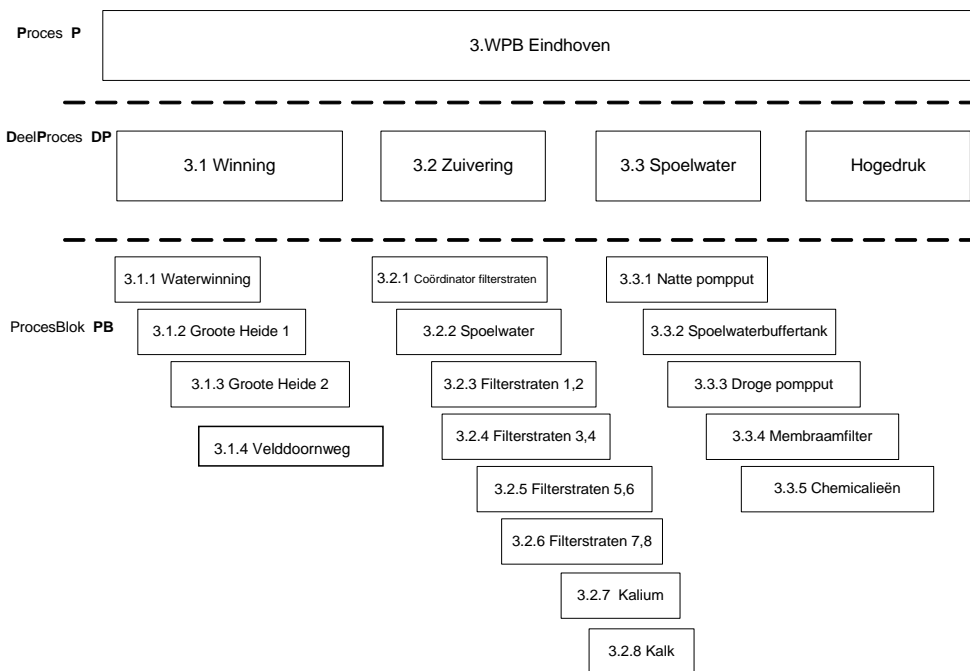 Proces P
3.WPB Eindhoven
DeelProces DP
3.1 Winning
3.2 Zuivering
3.3 Spoelwater
Hogedruk
ProcesBlok PB
3.1.1 Waterwinning
3.1.2 Groote Heide 1
3.1.3 Groote Heide 2
3.1.4 Velddoornweg
3.2.1 Coördinator filterstraten
3.2.2 Spoelwater
3.2.3 Filterstraten 1,2
3.2.4 Filterstraten 3,4
3.2.5 Filterstraten 5,6
3.2.6 Filterstraten 7,8
3.2.7 Kalium
3.2.8 Kalk
3.3.1 Natte pompput
3.3.2 Spoelwaterbuffertank
3.3.3 Droge pompput
3.3.4 Membraamfilter
3.3.5 Chemicalieën